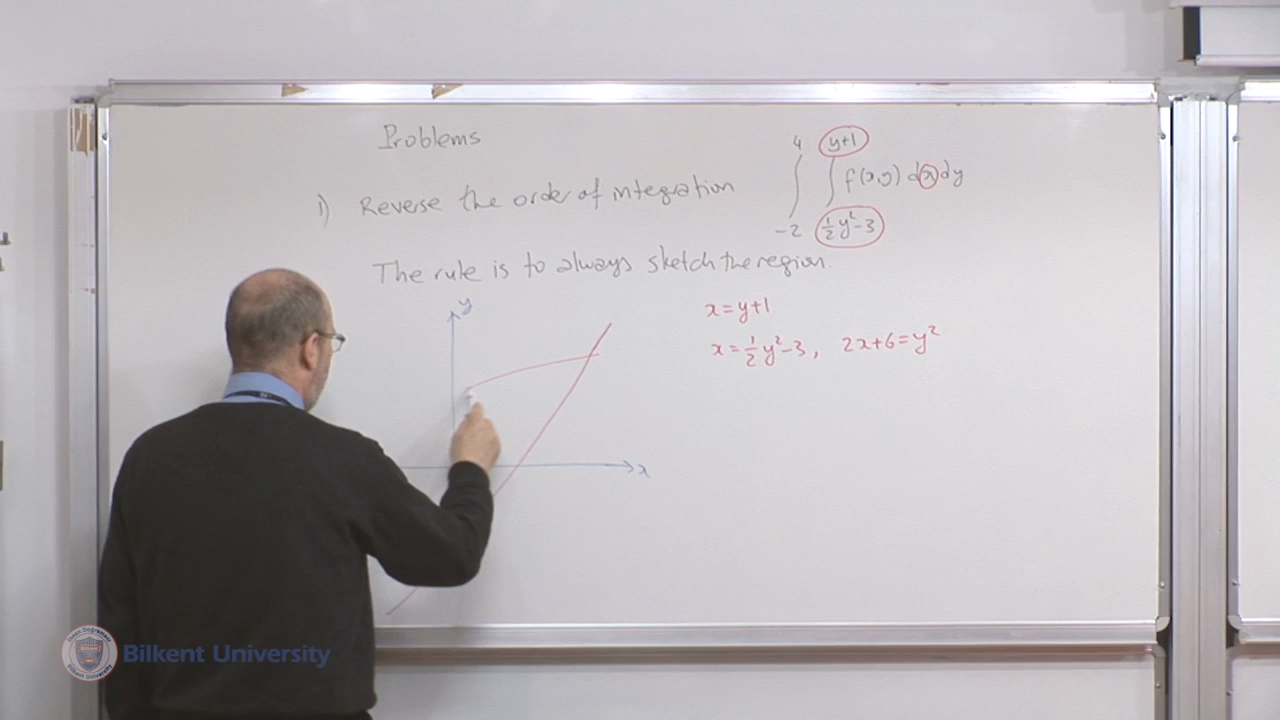 Problems
1) Reverse the order of integration ∫_{-2}^{4} ∫_{½y²-3}^{y+1} f(x,y) dx dy
The rule is to always sketch the region.
y
x = y+1
x = ½y²-3, 2x+6 = y²
x
Bilkent University